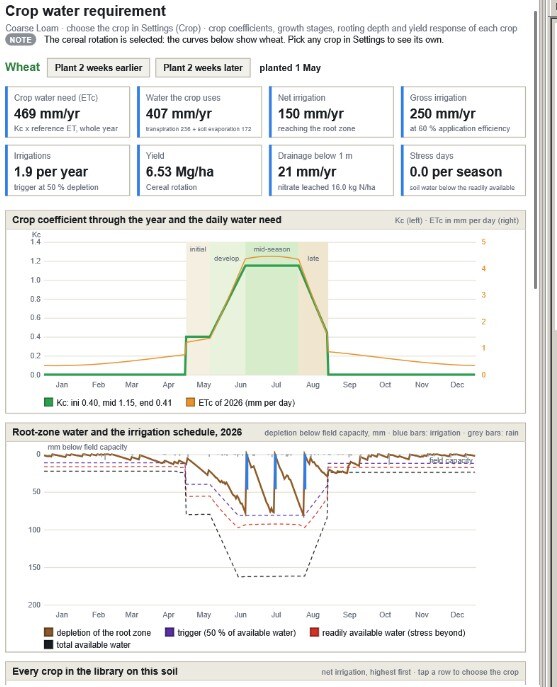 Crop water requirement
Coarse Loam · choose the crop in Settings (Crop) · crop coefficients, growth stages, rooting depth and yield response of each crop
NOTE The cereal rotation is selected: the curves below show wheat. Pick any crop in Settings to see its own.
Wheat Plant 2 weeks earlier Plant 2 weeks later planted 1 May
Crop water need (ETc)
469 mm/yr
Kc x reference ET, whole year
Water the crop uses
407 mm/yr
transpiration 236 + soil evaporation 172
Net irrigation
150 mm/yr
reaching the root zone
Gross irrigation
250 mm/yr
at 60 % application efficiency
Irrigations
1.9 per year
trigger at 50 % depletion
Yield
6.53 Mg/ha
Cereal rotation
Drainage below 1 m
21 mm/yr
nitrate leached 16.0 kg N/ha
Stress days
0.0 per season
soil water below the readily available
Crop coefficient through the year and the daily water need Kc (left) · ETc in mm per day (right)
Kc
1.4 5
initial mid-season
develop. late
1.2
4
1.0
0.8 3
0.6
2
0.4
0.2 1
0.0 0
Jan Feb Mar Apr May Jun Jul Aug Sep Oct Nov Dec
Kc: ini 0.40, mid 1.15, end 0.41 ETc of 2026 (mm per day)
Root-zone water and the irrigation schedule, 2026 depletion below field capacity, mm · blue bars: irrigation · grey bars: rain
mm below field capacity
0
field capacity
50
100
150
200
Jan Feb Mar Apr May Jun Jul Aug Sep Oct Nov Dec
depletion of the root zone trigger (50 % of available water) readily available water (stress beyond)
total available water
Every crop in the library on this soil net irrigation, highest first · tap a row to choose the crop